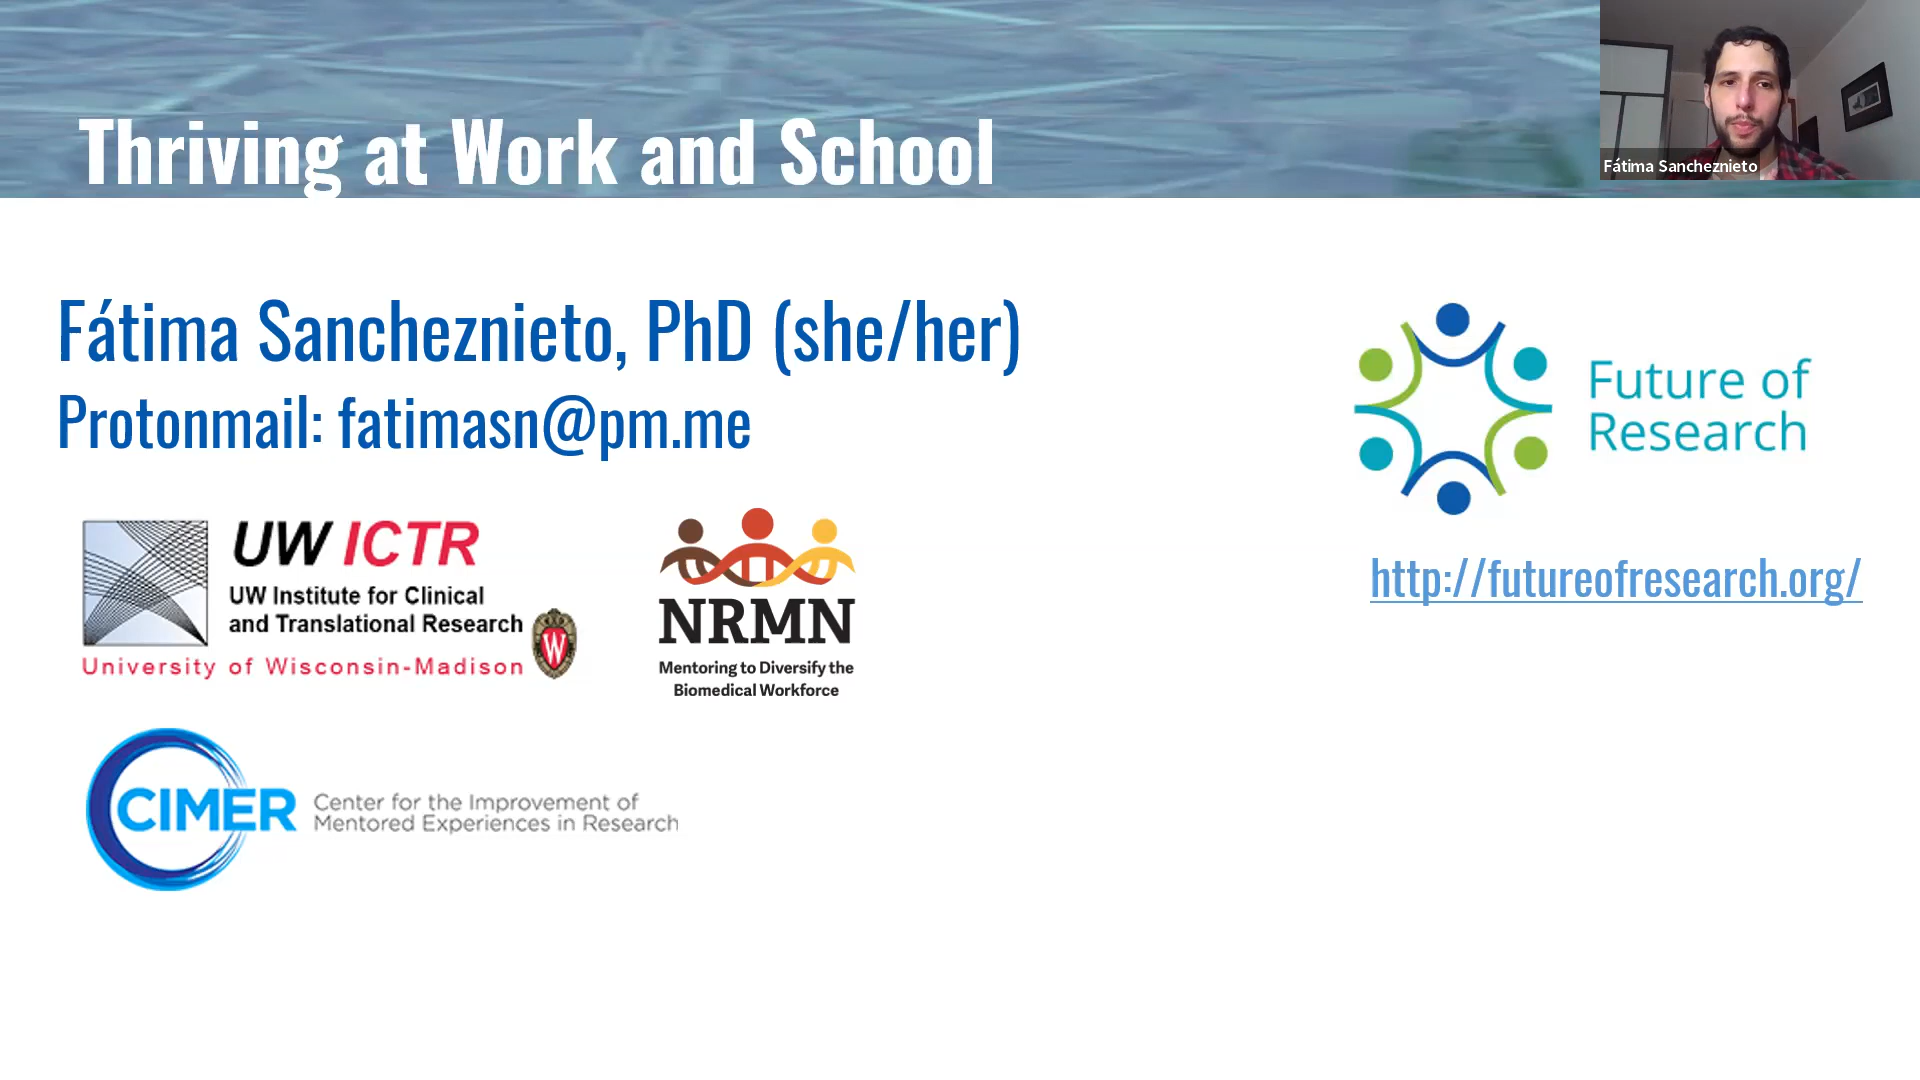 Thriving at Work and School
Fátima Sancheznieto
Fátima Sancheznieto, PhD (she/her)
Protonmail: fatimasn@pm.me
Future of
Research
http://futureofresearch.org/
UW ICTR
UW Institute for Clinical
and Translational Research
W
University of Wisconsin-Madison
NRMN
Mentoring to Diversify the
Biomedical Workforce
CIMER
Center for the Improvement of
Mentored Experiences in Research